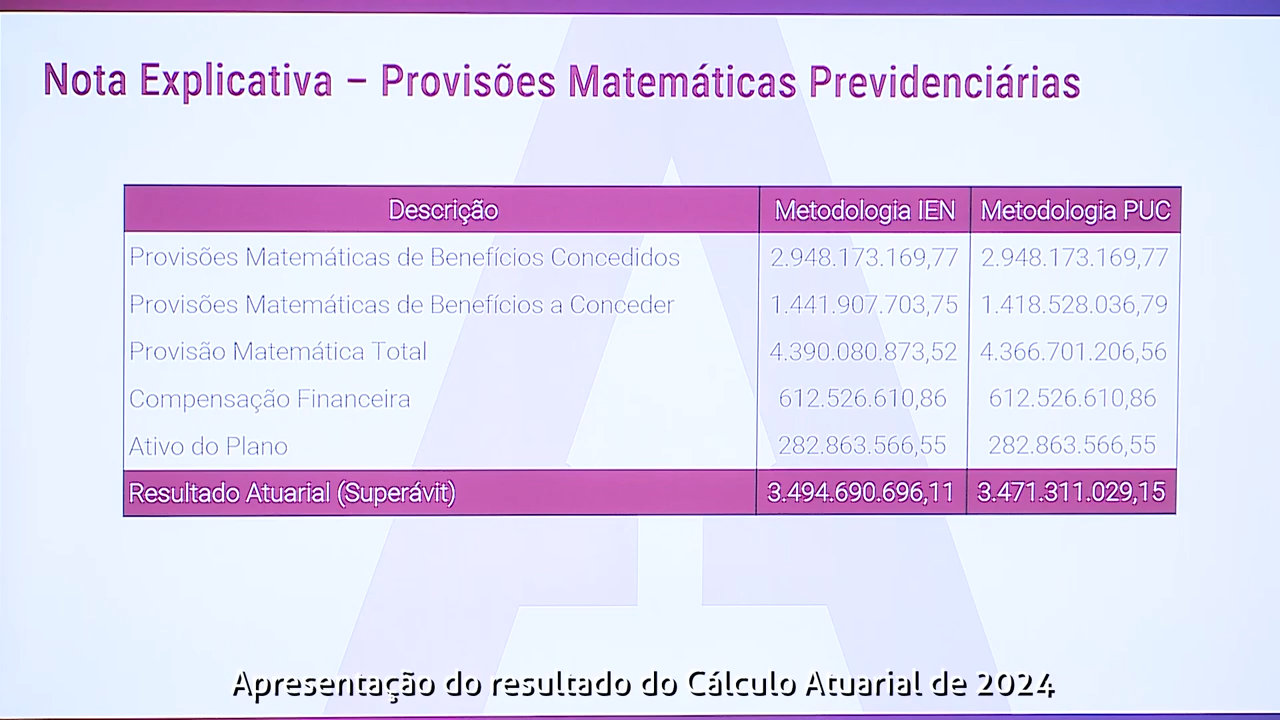 Nota Explicativa – Provisões Matemáticas Previdenciárias
Descrição Metodologia IEN Metodologia PUC
Provisões Matemáticas de Benefícios Concedidos 2.948.173.169,77 2.948.173.169,77
Provisões Matemáticas de Benefícios a Conceder 1.441.907.703,75 1.418.528.036,79
Provisão Matemática Total 4.390.080.873,52 4.366.701.206,56
Compensação Financeira 612.526.610,86 612.526.610,86
Ativo do Plano 282.863.566,55 282.863.566,55
Resultado Atuarial (Superávit) 3.494.690.696,11 3.471.311.029,15
Apresentação do resultado do Cálculo Atuarial de 2024